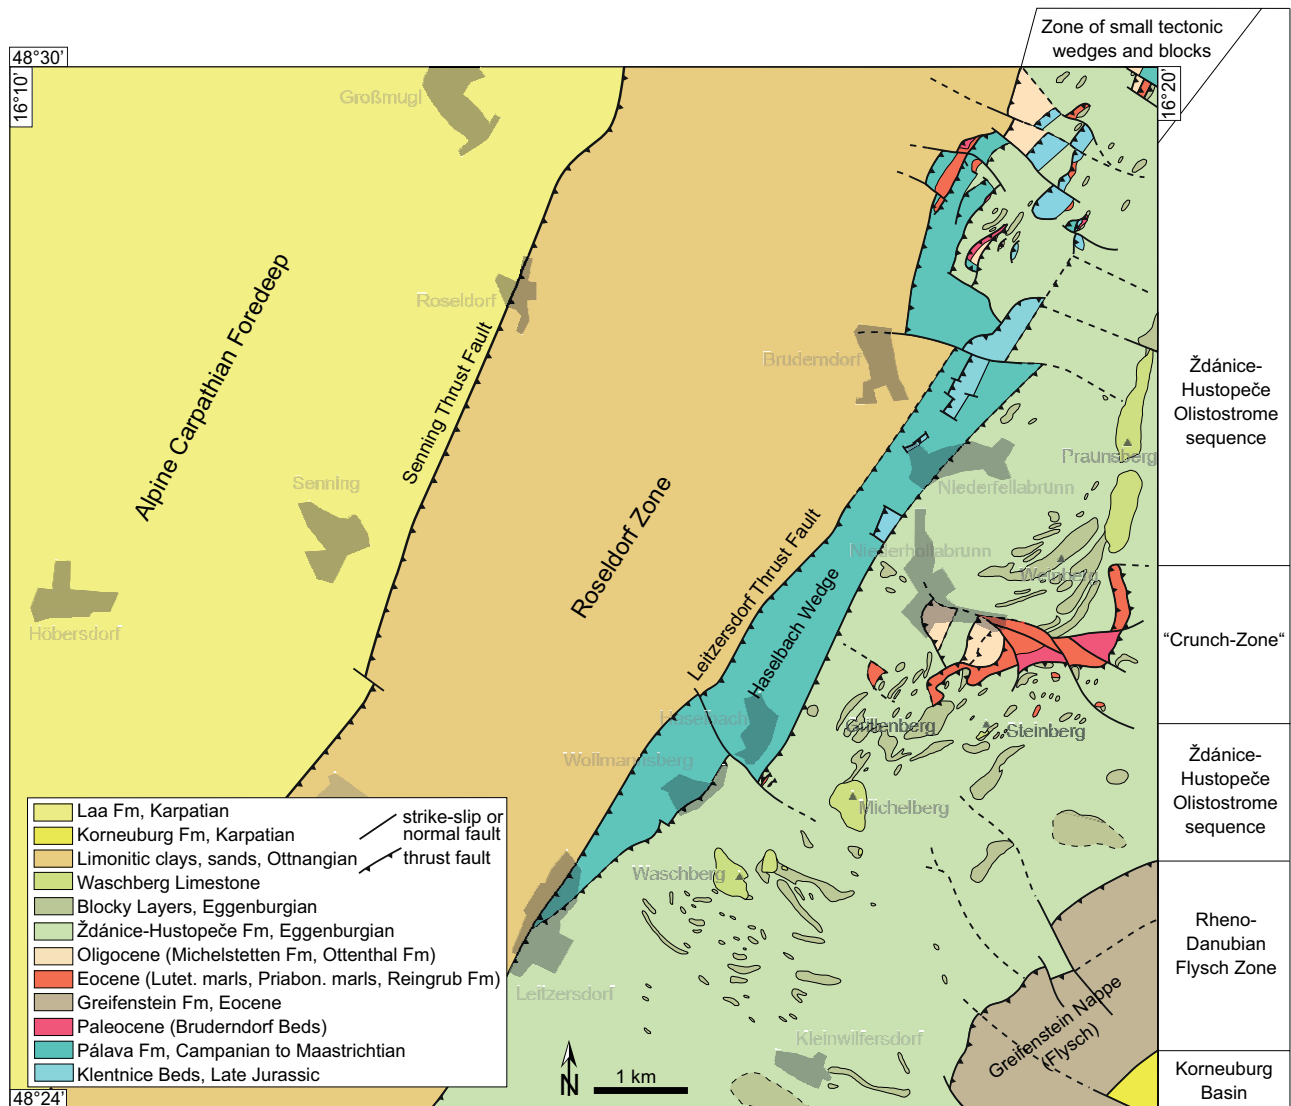 Zone of small tectonic
wedges and blocks
48°30’
16°10’
16°20’
Großmugl
Alpine Carpathian Foredeep
Roseldorf
Senning Thrust Fault
Bruderndorf
Ždánice-
Hustopeče
Olistostrome
sequence
Praunsberg
Senning
Niederfellabrunn
Roseldorf Zone
Leitzersdorf Thrust Fault
Niederhollabrunn
Weinberg
Haselbach Wedge
Höbersdorf
“Crunch-Zone“
Haselbach
Grillenberg
Steinberg
Wollmannsberg
Ždánice-
Hustopeče
Olistostrome
sequence
Michelberg
Waschberg
Laa Fm, Karpatian
Korneuburg Fm, Karpatian
Limonitic clays, sands, Ottnangian
Waschberg Limestone
Blocky Layers, Eggenburgian
Ždánice-Hustopeče Fm, Eggenburgian
Oligocene (Michelstetten Fm, Ottenthal Fm)
Eocene (Lutet. marls, Priabon. marls, Reingrub Fm)
Greifenstein Fm, Eocene
Paleocene (Bruderndorf Beds)
Pálava Fm, Campanian to Maastrichtian
Klentnice Beds, Late Jurassic
strike-slip or
normal fault
thrust fault
Rheno-
Danubian
Flysch Zone
Leitzersdorf
Greifenstein Nappe
(Flysch)
Kleinwilfersdorf
N
1 km
Korneuburg
Basin
48°24’